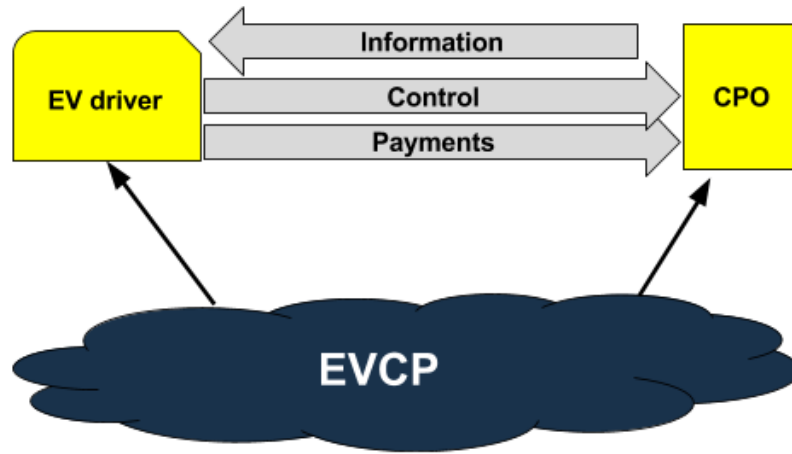 Information
EV driver
Control
CPO
Payments
EVCP